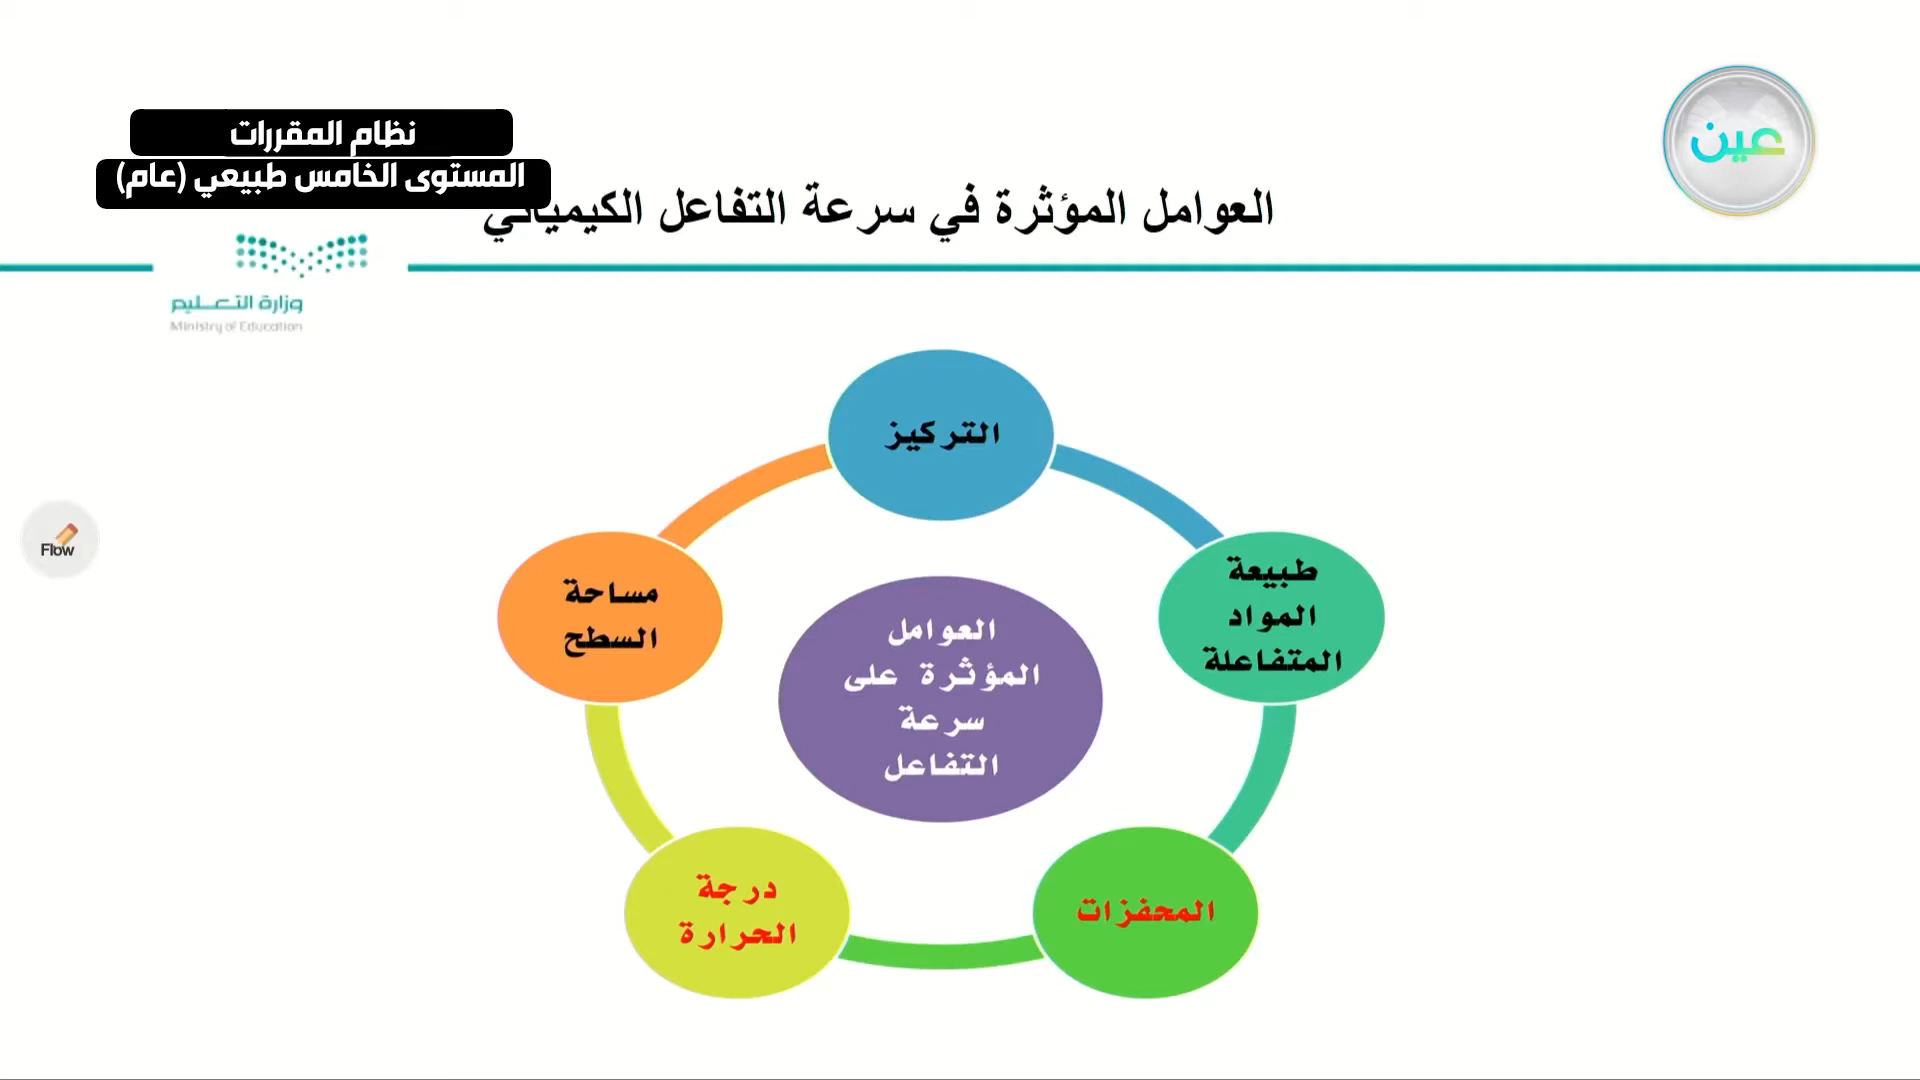 عين
نظام المقررات
المستوى الخامس طبيعي (عام)
العوامل المؤثرة في سرعة التفاعل الكيميائي
وزارة التعليم
Ministry of Education
التركيز
طبيعة
المواد
المتفاعلة
مساحة
السطح
العوامل
المؤثرة على
سرعة
التفاعل
المحفزات
درجة
الحرارة
Flow